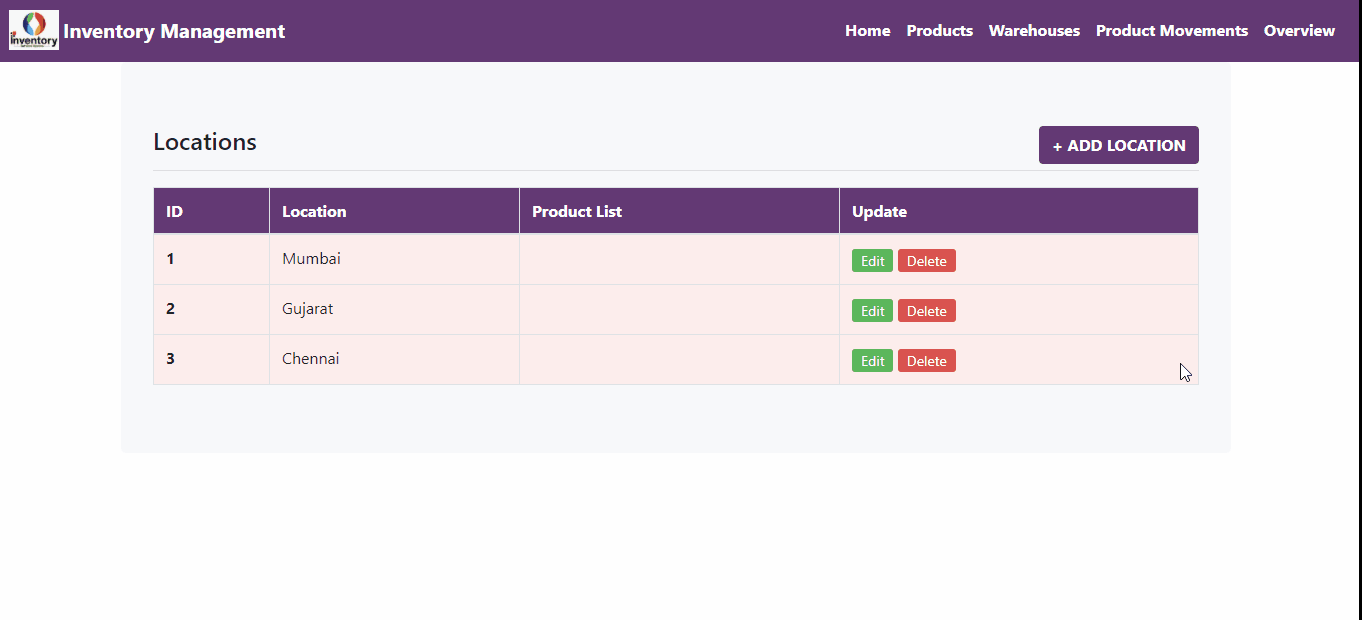 inventory
Inventory Management Home Products Warehouses Product Movements Overview
Locations + ADD LOCATION
ID Location Product List Update
1 Mumbai Edit Delete
2 Gujarat Edit Delete
3 Chennai Edit Delete